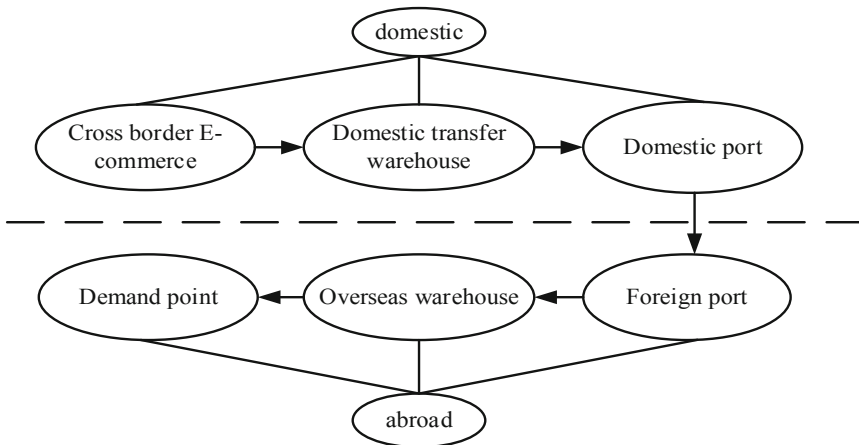 domestic
Cross border E-
commerce
Domestic transfer
warehouse
Domestic port
Demand point
Overseas warehouse
Foreign port
abroad